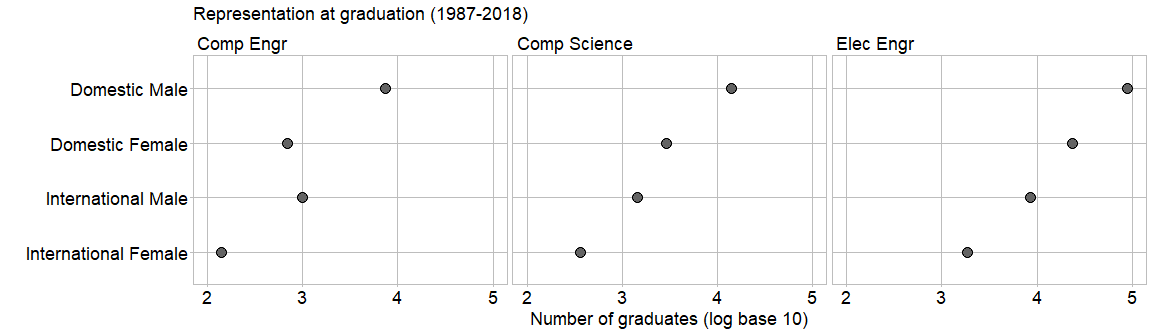 Representation at graduation (1987-2018)
Comp Engr
Comp Science
Elec Engr
Domestic Male
Domestic Female
International Male
International Female
2 3 4 5
2 3 4 5
2 3 4 5
Number of graduates (log base 10)